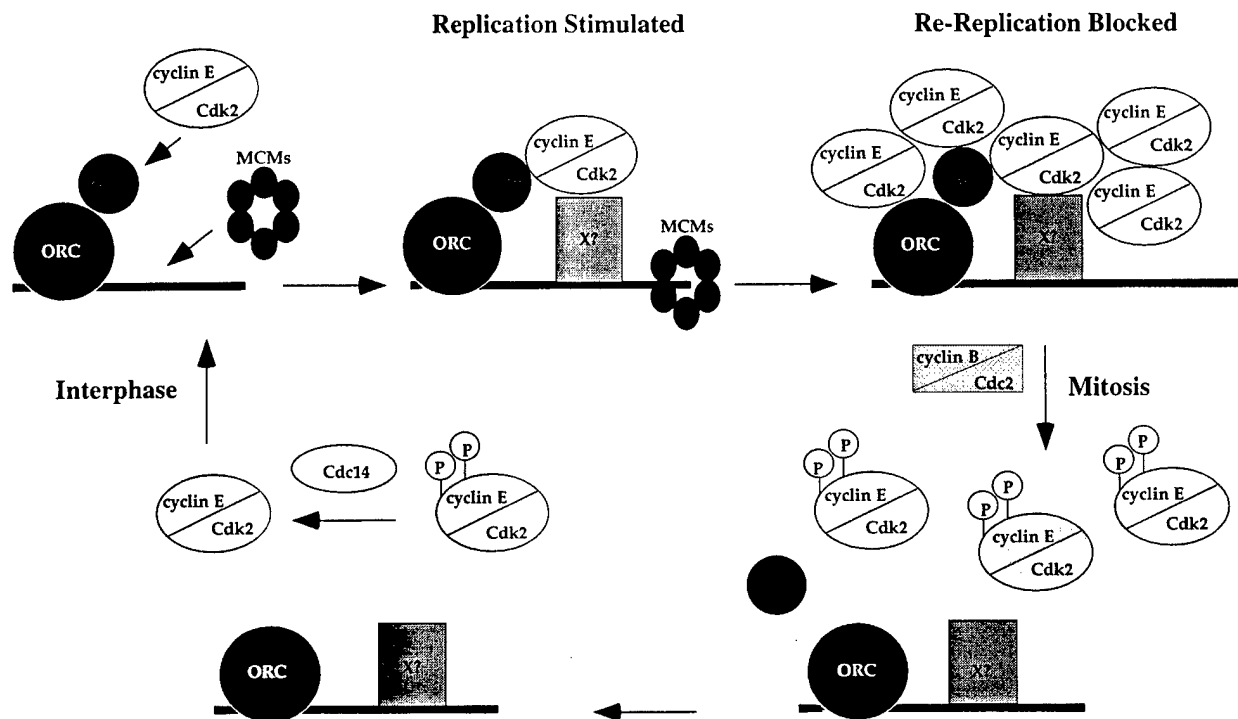 Replication Stimulated
Re-Replication Blocked
cyclin E
Cdk2
MCMs
ORC
cyclin E
Cdk2
X?
MCMs
ORC
cyclin E
Cdk2
cyclin E
Cdk2
cyclin E
Cdk2
cyclin E
Cdk2
cyclin E
Cdk2
ORC
X?
Interphase
cyclin B
Cdc2
Mitosis
P
P
cyclin E
Cdk2
Cdc14
P
P
cyclin E
Cdk2
P
P
cyclin E
Cdk2
P
P
cyclin E
Cdk2
P
P
cyclin E
Cdk2
ORC
X?
ORC
X?